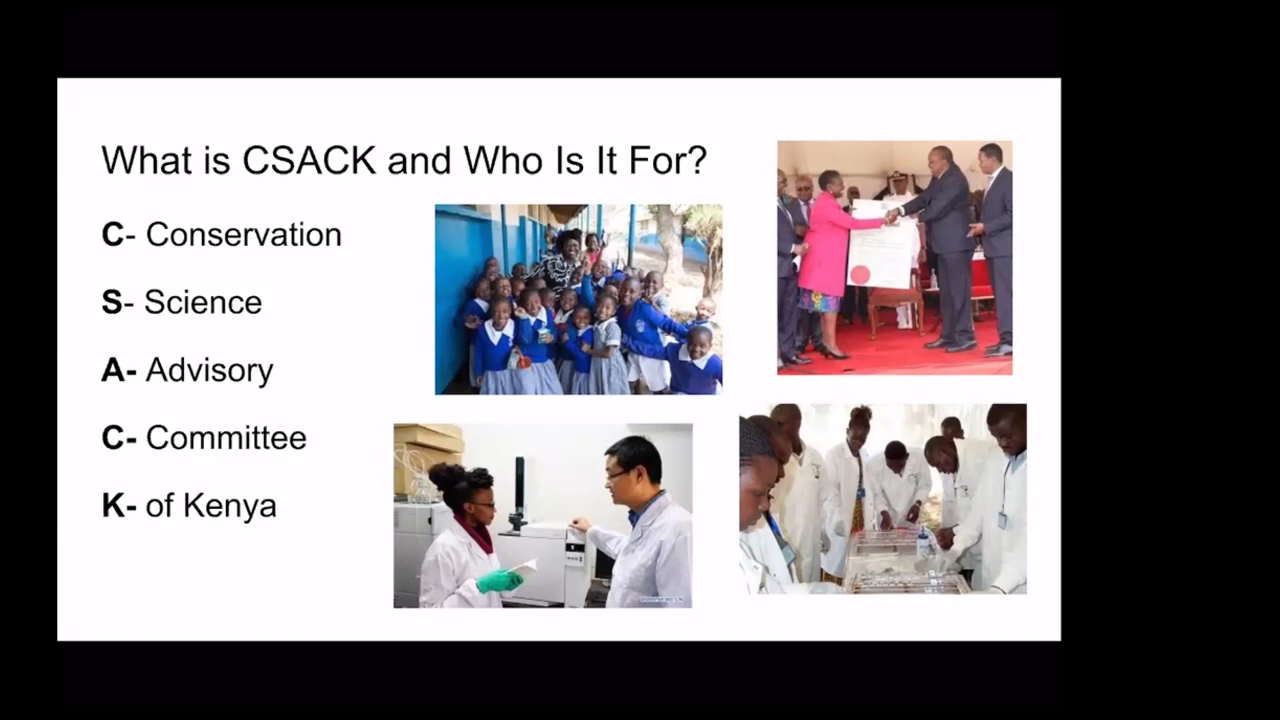 What is CSACK and Who Is It For?
C- Conservation
S- Science
A- Advisory
C- Committee
K- of Kenya